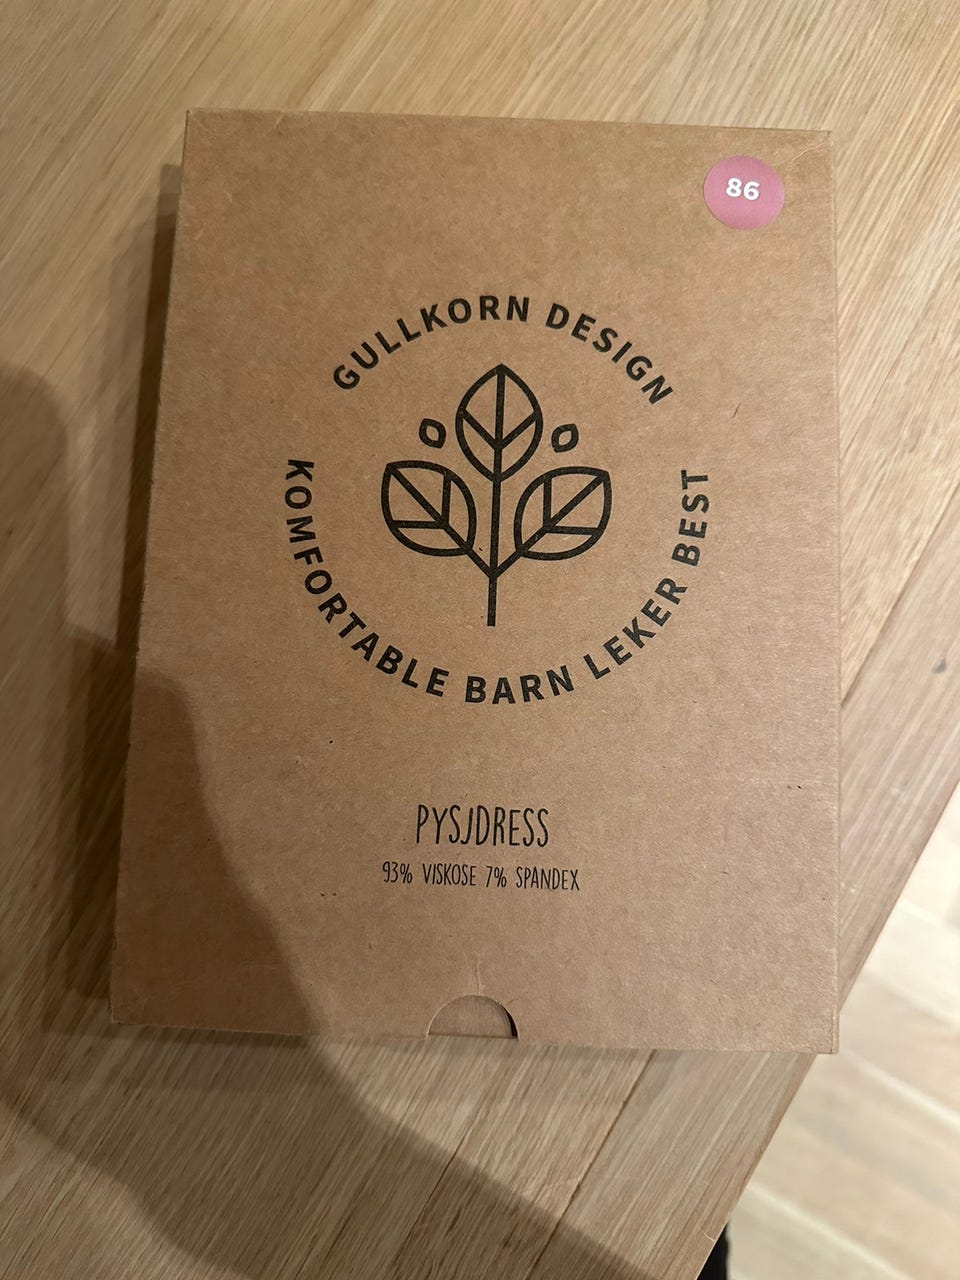 86
GULLKORN DESIGN
KOMFORTABLE BARN LEKER BEST
PYSJDRESS
93% VISKOSE 7% SPANDEX